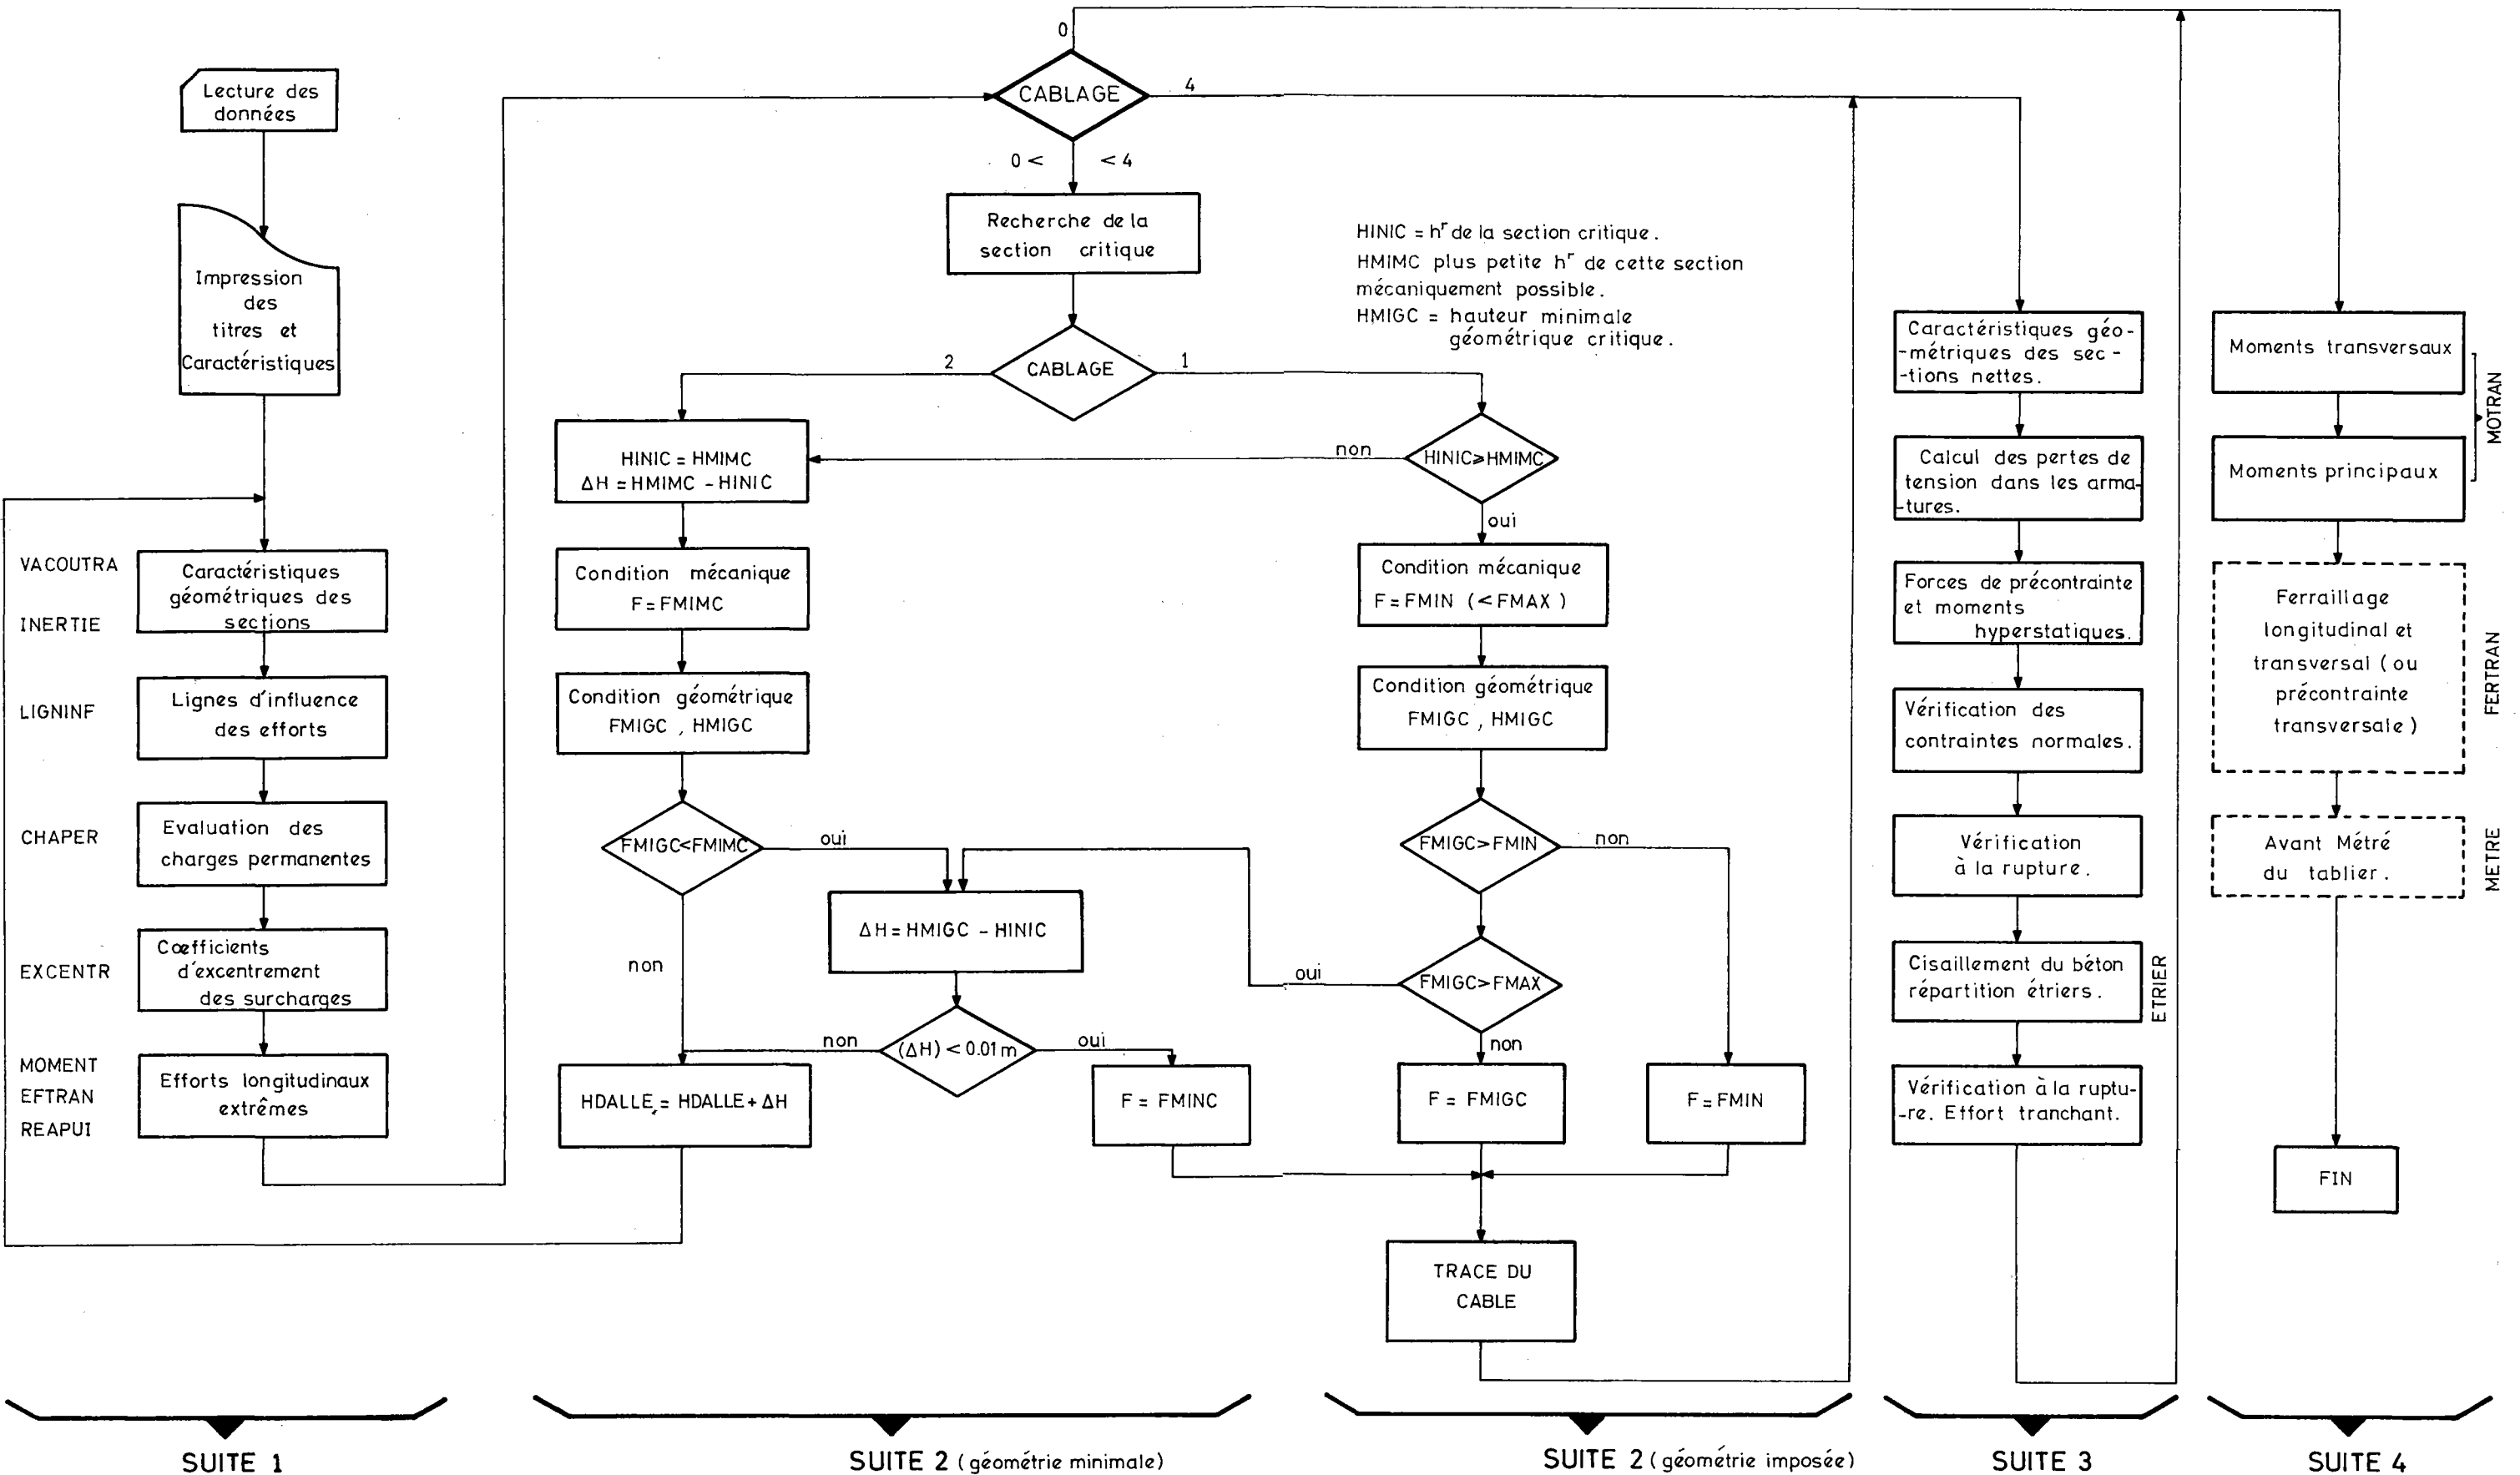 Lecture des
données
Impression
des
titres et
Caractéristiques
VACOUTRA
INERTIE
Caractéristiques
géométriques des
sections
LIGNINF
Lignes d'influence
des efforts
CHAPER
Evaluation des
charges permanentes
EXCENTR
Cœfficients
d'excentrement
des surcharges
MOMENT
EFTRAN
REAPUI
Efforts longitudinaux
extrêmes
SUITE 1
0
CABLAGE
4
0 < < 4
Recherche de la
section critique
HINIC = hr de la section critique.
HMIMC plus petite hr de cette section
mécaniquement possible.
HMIGC = hauteur minimale
géométrique critique.
2
CABLAGE
1
HINIC = HMIMC
ΔH = HMIMC - HINIC
non
HINIC⩾HMIMC
oui
Condition mécanique
F = FMIMC
Condition géométrique
FMIGC , HMIGC
FMIGC<FMIMC
oui
non
ΔH = HMIGC - HINIC
non
(ΔH) < 0.01 m
oui
HDALLE = HDALLE + ΔH
F = FMINC
SUITE 2 ( géométrie minimale)
Condition mécanique
F = FMIN ( < FMAX )
Condition géométrique
FMIGC , HMIGC
FMIGC>FMIN
non
oui
FMIGC>FMAX
non
F = FMIGC
F = FMIN
TRACE DU
CABLE
SUITE 2 ( géométrie imposée)
Caractéristiques géo-
-métriques des sec-
-tions nettes.
Calcul des pertes de
tension dans les arma-
-tures.
Forces de précontrainte
et moments
hyperstatiques.
Vérification des
contraintes normales.
Vérification
à la rupture.
Cisaillement du béton
répartition étriers.
ETRIER
Vérification à la ruptu-
-re. Effort tranchant.
SUITE 3
Moments transversaux
Moments principaux
MOTRAN
Ferraillage
longitudinal et
transversal ( ou
précontrainte
transversale )
FERTRAN
Avant Métré
du tablier.
METRE
FIN
SUITE 4